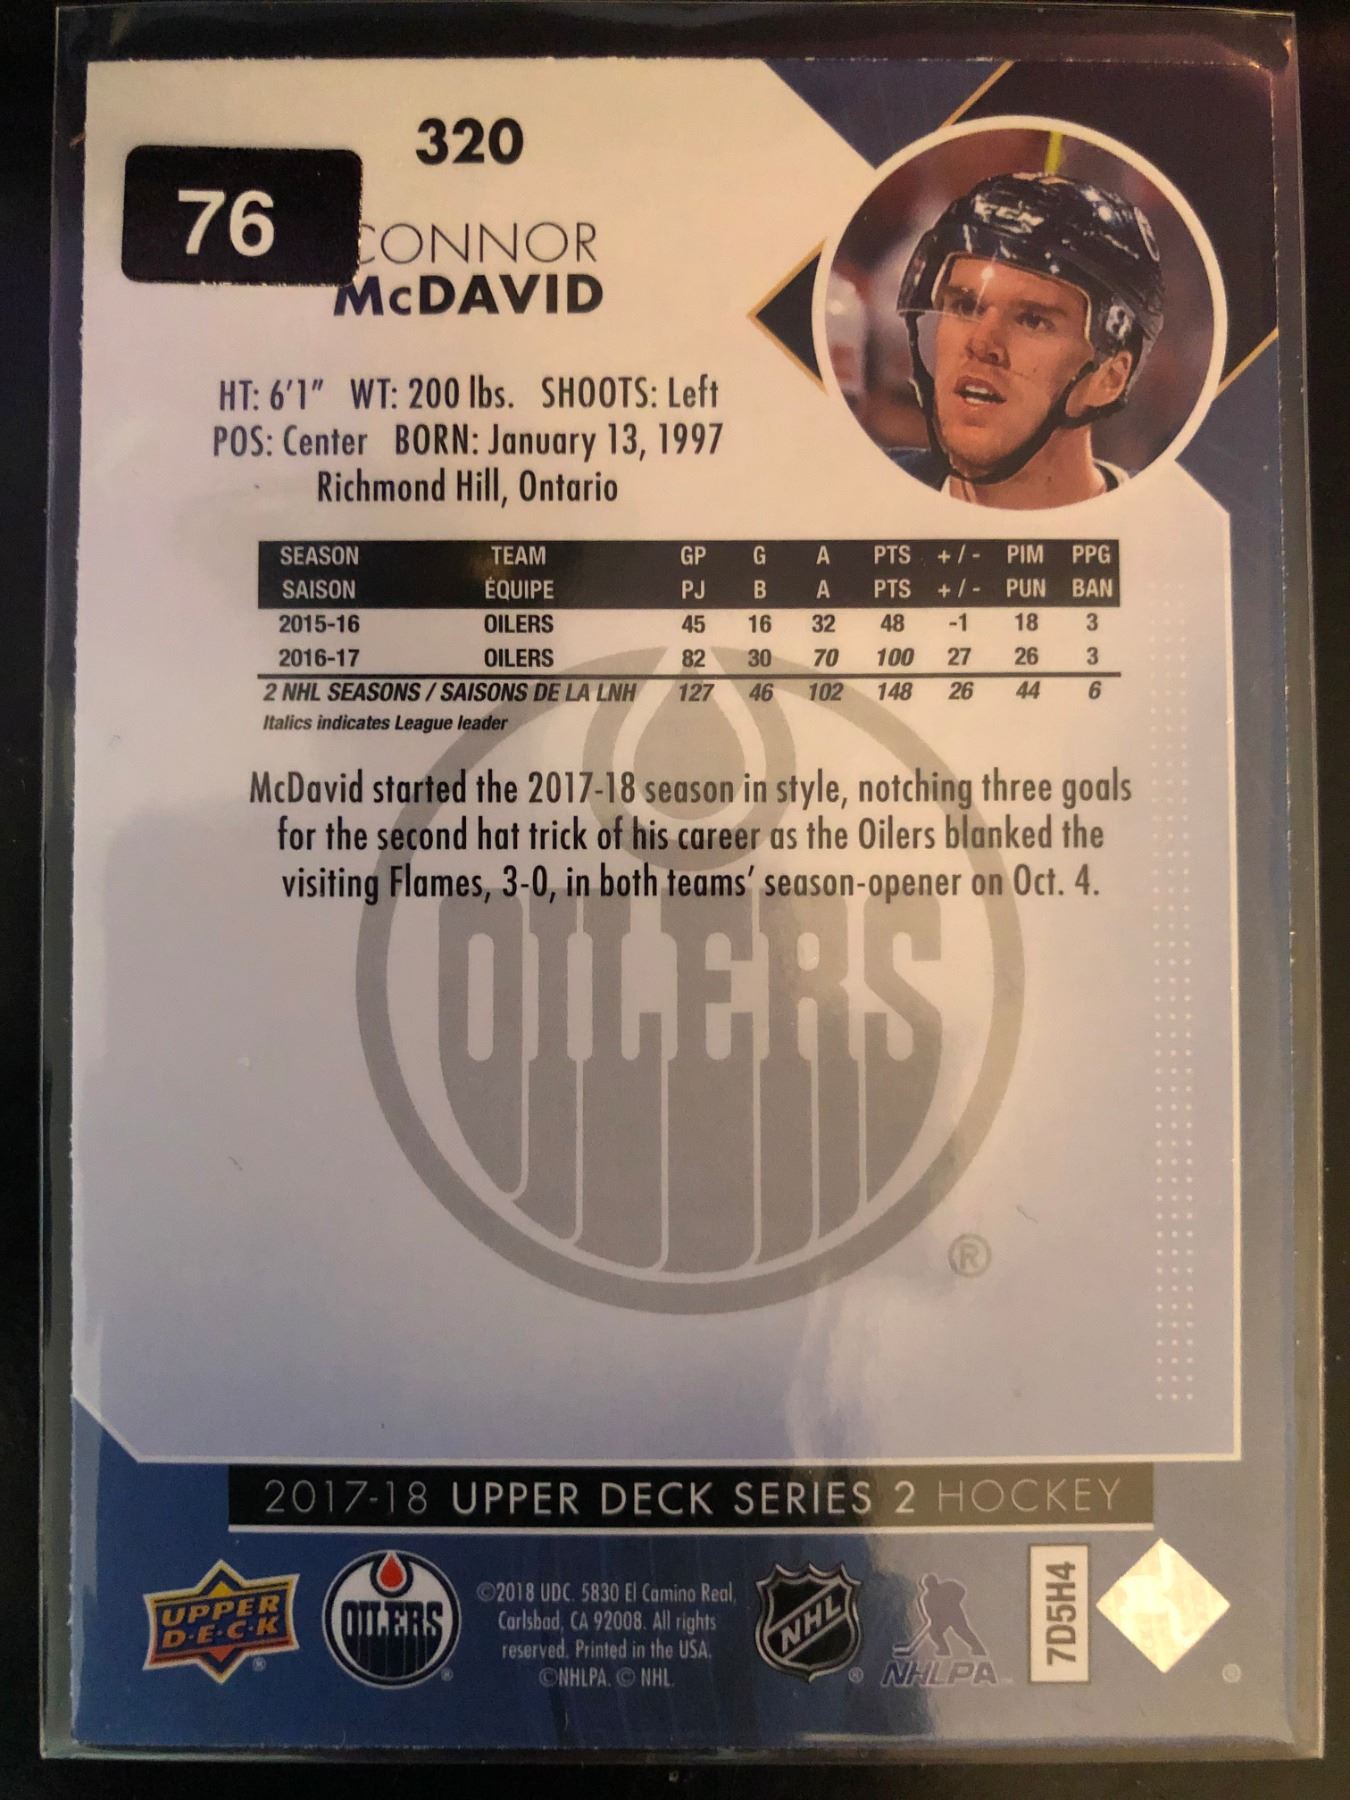 320
76
CONNOR
McDAVID
HT: 6'1" WT: 200 lbs. SHOOTS: Left
POS: Center BORN: January 13, 1997
Richmond Hill, Ontario
SEASON TEAM GP G A PTS +/- PIM PPG
SAISON ÉQUIPE PJ B A PTS +/- PUN BAN
2015-16 OILERS 45 16 32 48 -1 18 3
2016-17 OILERS 82 30 70 100 27 26 3
2 NHL SEASONS / SAISONS DE LA LNH 127 46 102 148 26 44 6
Italics indicates League leader
McDavid started the 2017-18 season in style, notching three goals
for the second hat trick of his career as the Oilers blanked the
visiting Flames, 3-0, in both teams' season-opener on Oct. 4.
OILERS
®
2017-18 UPPER DECK SERIES 2 HOCKEY
UPPER
D·E·C·K
®
OILERS
®
©2018 UDC. 5830 El Camino Real,
Carlsbad, CA 92008. All rights
reserved. Printed in the USA.
©NHLPA. © NHL.
NHL
®
NHLPA
7D5H4
®
CCM